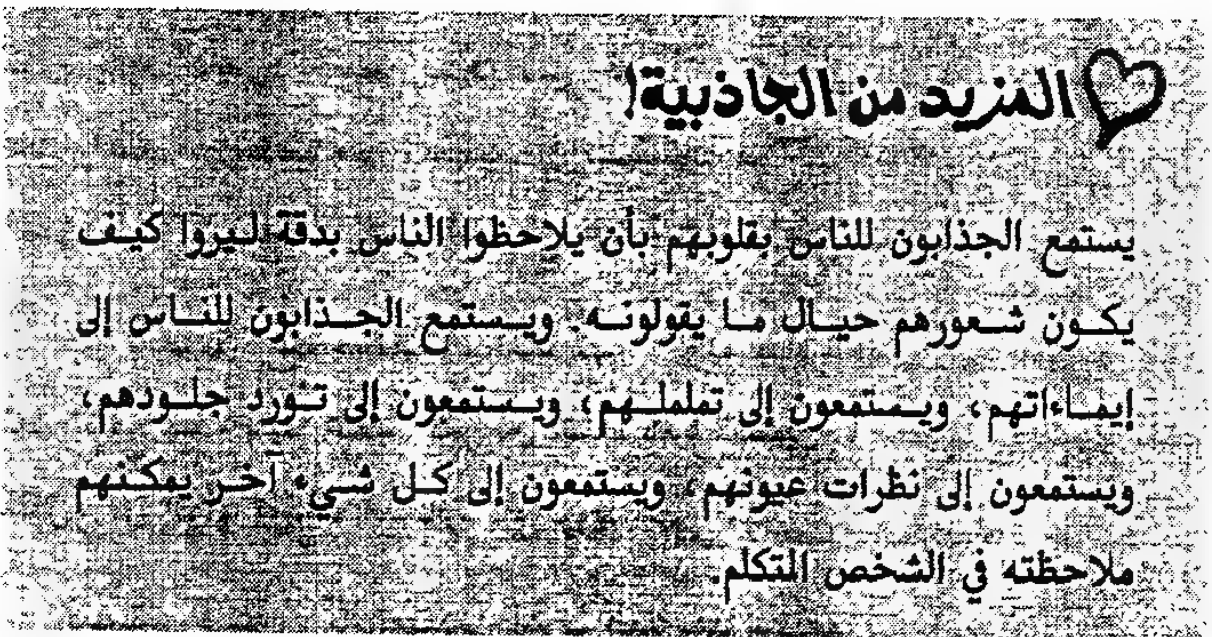 المزيد من الجاذبية!
يستمع الجذابون للناس بقلوبهم بأن يلاحظوا الناس بدقة ليروا كيف
يكون شعورهم حيال ما يقولونه. ويستمع الجذابون للناس إلى
إيماءاتهم، ويستمعون إلى تململهم، ويستمعون إلى تورد جلودهم،
ويستمعون إلى نظرات عيونهم، ويستمعون إلى كل شيء آخر يمكنهم
ملاحظته في الشخص المتكلم.